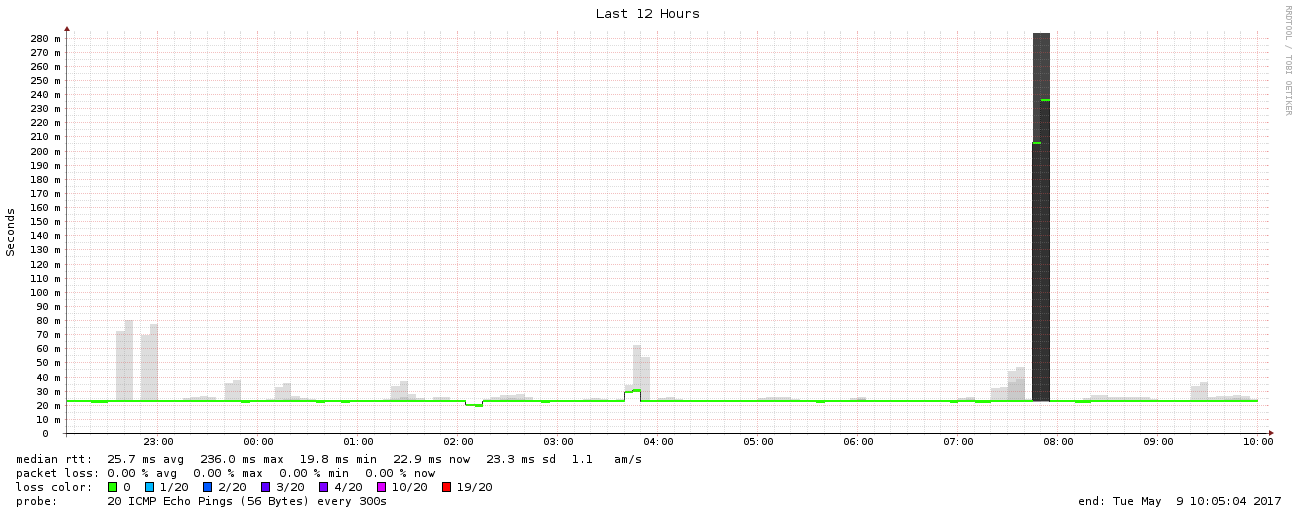 Last 12 Hours
RRDTOOL / TOBI OETIKER
Seconds
280 m
270 m
260 m
250 m
240 m
230 m
220 m
210 m
200 m
190 m
180 m
170 m
160 m
150 m
140 m
130 m
120 m
110 m
100 m
90 m
80 m
70 m
60 m
50 m
40 m
30 m
20 m
10 m
0
23:00 00:00 01:00 02:00 03:00 04:00 05:00 06:00 07:00 08:00 09:00 10:00
median rtt: 25.7 ms avg 236.0 ms max 19.8 ms min 22.9 ms now 23.3 ms sd 1.1 am/s
packet loss: 0.00 % avg 0.00 % max 0.00 % min 0.00 % now
loss color: 0 1/20 2/20 3/20 4/20 10/20 19/20
probe: 20 ICMP Echo Pings (56 Bytes) every 300s
end: Tue May 9 10:05:04 2017